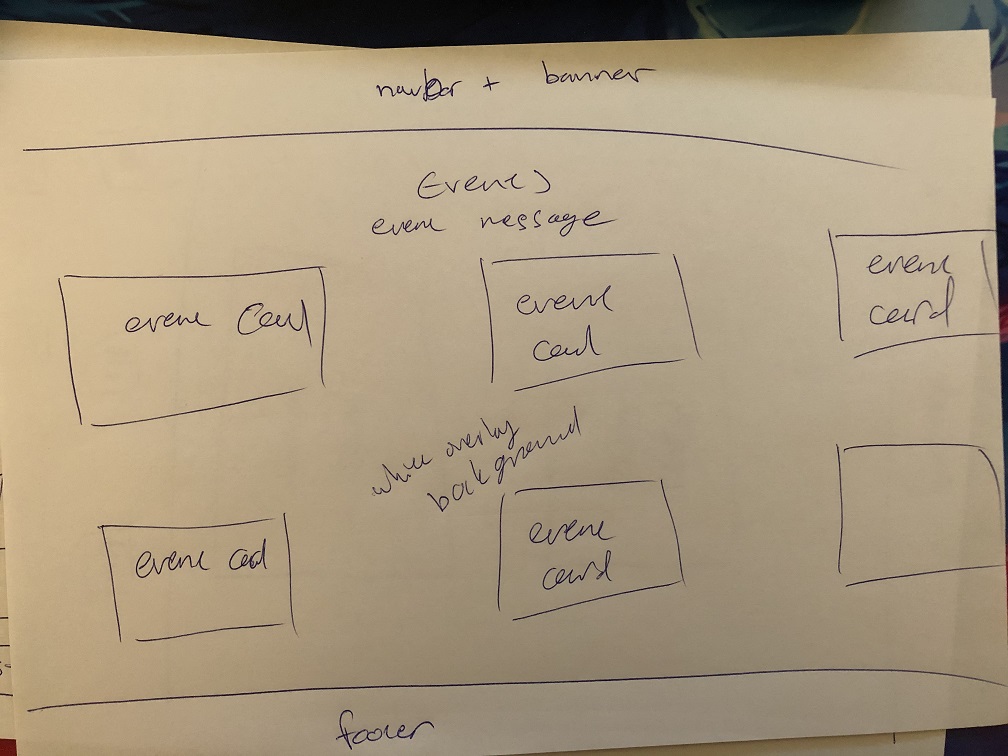 navbar + banner
Events
event message
event card
event
card
event
card
white overlay
background
event card
event
card
footer